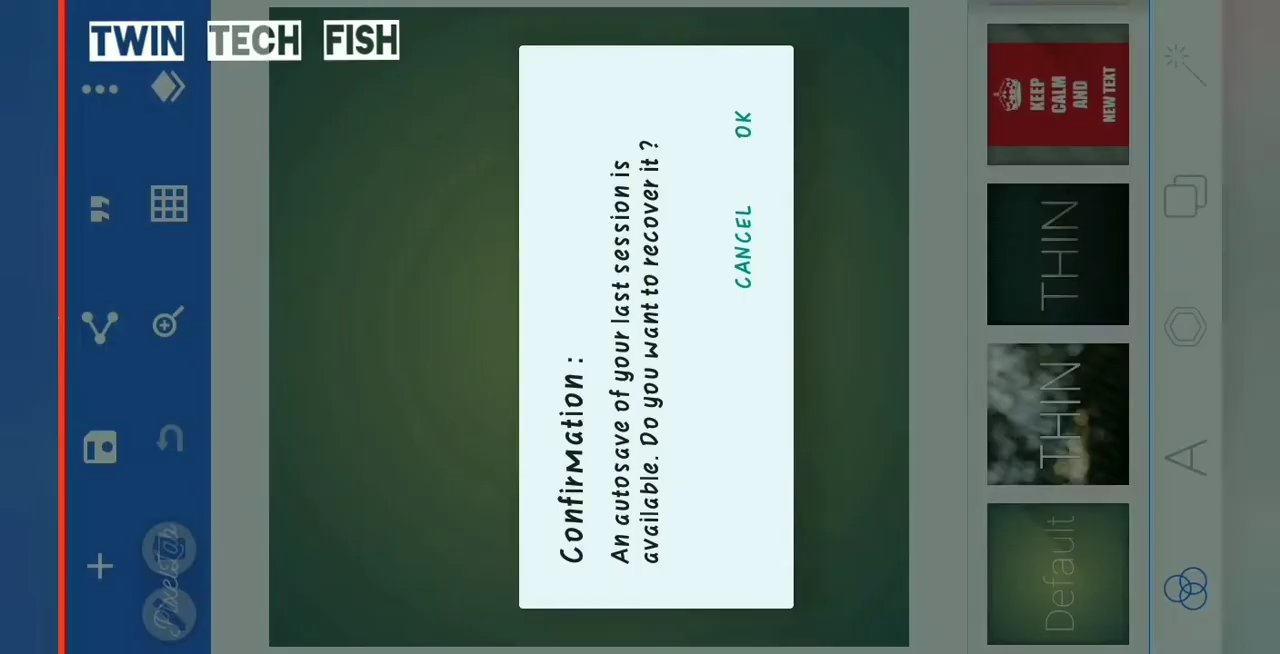 TWIN TECH FISH
PixelLab
Confirmation :
An autosave of your last session is
available. Do you want to recover it ?
CANCEL OK
Default
THIN
THIN
KEEP
CALM
AND
NEW TEXT
A